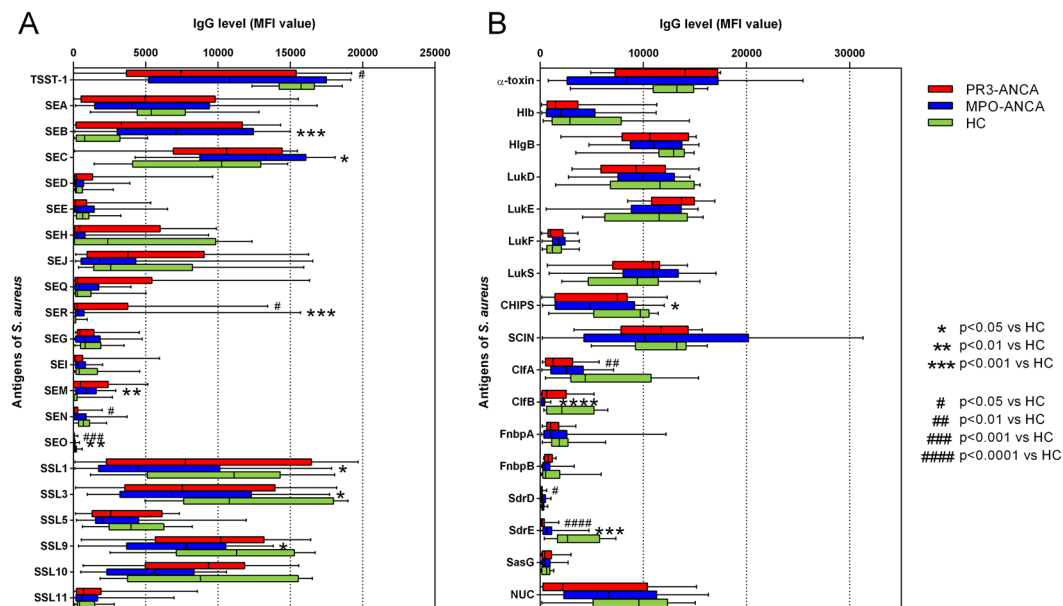 A
IgG level (MFI value)
0 5000 10000 15000 20000 25000
Antigens of S. aureus
TSST-1 #
SEA
SEB ***
SEC *
SED
SEE
SEH
SEJ
SEQ
SER # ***
SEG
SEI
SEM **
SEN #
SEO ### **
SSL1 *
SSL3 *
SSL5
SSL9 *
SSL10
SSL11
B
IgG level (MFI value)
0 10000 20000 30000
Antigens of S. aureus
α-toxin
Hlb
HlgB
LukD
LukE
LukF
LukS
CHIPS *
SCIN
ClfA ##
ClfB ****
FnbpA
FnbpB
SdrD #
SdrE #### ***
SasG
NUC
PR3-ANCA
MPO-ANCA
HC
* p<0.05 vs HC
** p<0.01 vs HC
*** p<0.001 vs HC
# p<0.05 vs HC
## p<0.01 vs HC
### p<0.001 vs HC
#### p<0.0001 vs HC